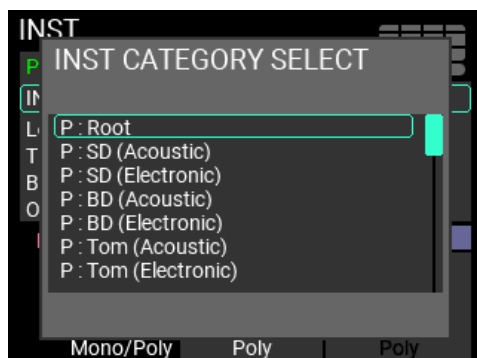 INST
P
INST CATEGORY SELECT
P : Root
P : SD (Acoustic)
P : SD (Electronic)
P : BD (Acoustic)
P : BD (Electronic)
P : Tom (Acoustic)
P : Tom (Electronic)
Mono/Poly Poly Poly